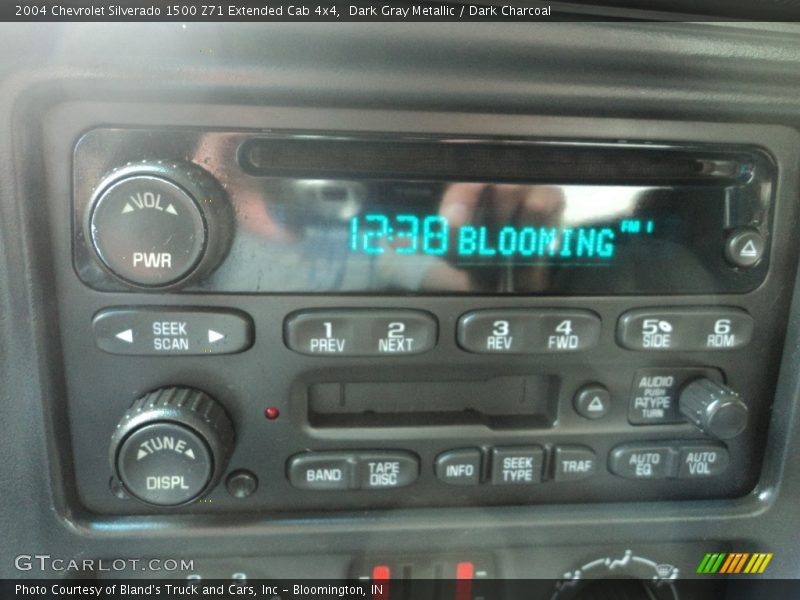 2004 Chevrolet Silverado 1500 Z71 Extended Cab 4x4, Dark Gray Metallic / Dark Charcoal
VOL
PWR
12:38 BLOOMING FM 1
SEEK
SCAN
1
PREV
2
NEXT
3
REV
4
FWD
5
SIDE
6
RDM
AUDIO
PUSH
P-TYPE
TURN
TUNE
DISPL
BAND
TAPE
DISC
INFO
SEEK
TYPE
TRAF
AUTO
EQ
AUTO
VOL
GTCARLOT.COM
Photo Courtesy of Bland's Truck and Cars, Inc - Bloomington, IN